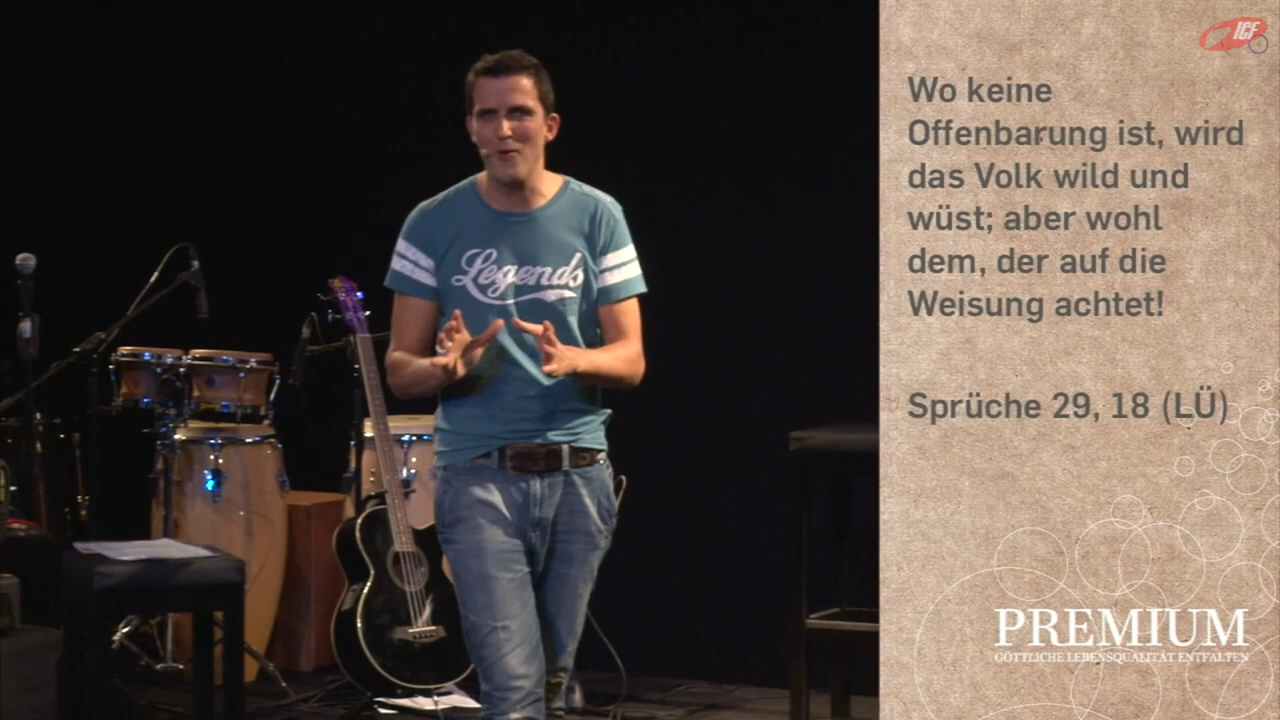 Legends
ICF
Wo keine
Offenbarung ist, wird
das Volk wild und
wüst; aber wohl
dem, der auf die
Weisung achtet!
Sprüche 29, 18 (LÜ)
PREMIUM
GÖTTLICHE LEBENSQUALITÄT ENTFALTEN